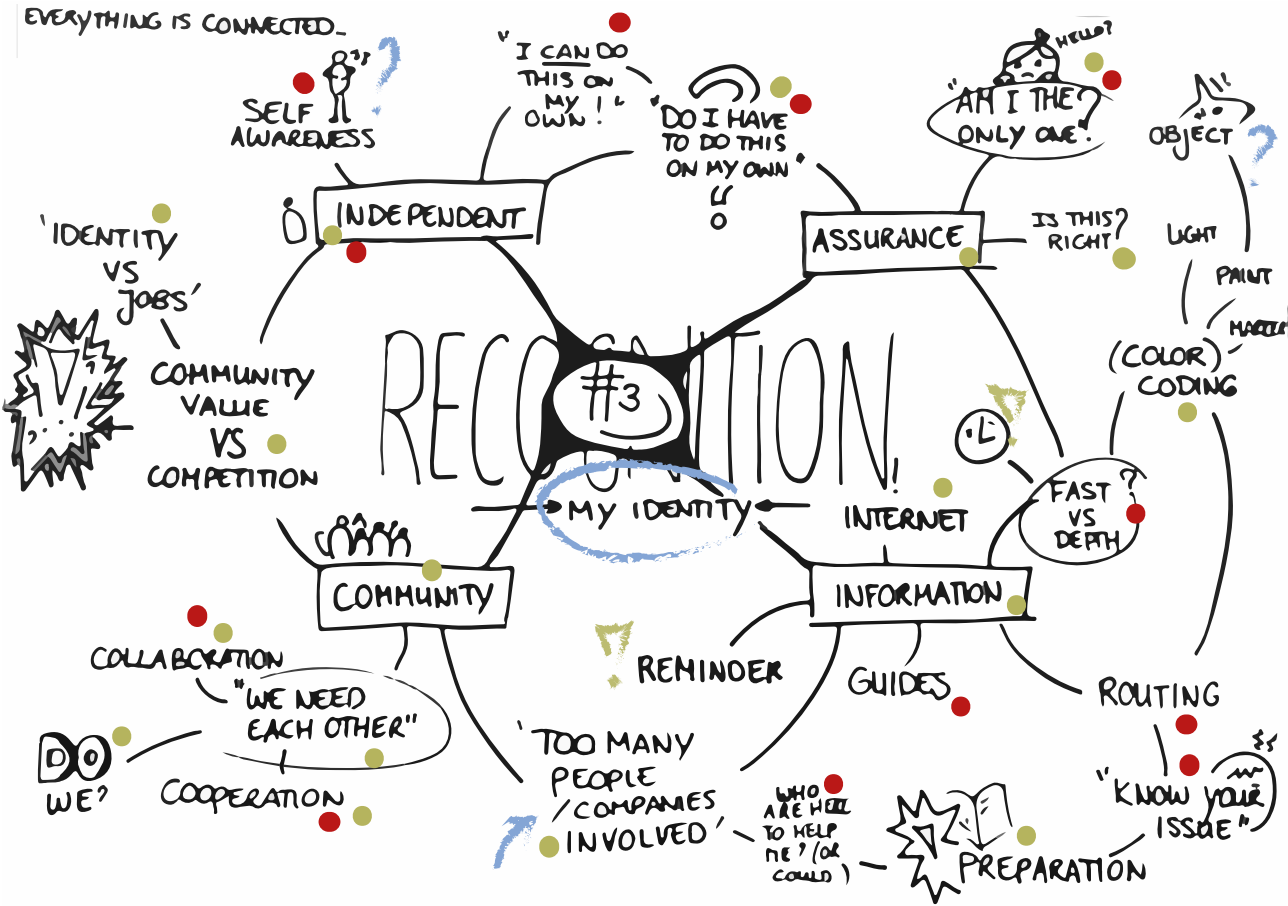 EVERYTHING IS CONNECTED_
SELF
AWARENESS
?
"I CAN DO
THIS ON
MY
OWN!"
"DO I HAVE
TO DO THIS
ON MY OWN"
?
HELLO?
"AM I THE
ONLY ONE?"
OBJECT
?
INDEPENDENT
ASSURANCE
IS THIS
RIGHT?
LIGHT
PAINT
'IDENTITY
VS
JOBS'
(COLOR)
CODING
COMMUNITY
VALUE
VS
COMPETITION
RECOGNITION!
#3
MY IDENTITY
INTERNET
FAST ?
VS
DEPTH
COMMUNITY
INFORMATION
COLLABORATION
"WE NEED
EACH OTHER"
DO
WE?
COOPERATION
!
REMINDER
GUIDES
ROUTING
'TOO MANY
PEOPLE
/COMPANIES
INVOLVED'
WHO
ARE HERE
TO HELP
ME? (OR
COULD)
"KNOW YOUR
ISSUE"
PREPARATION